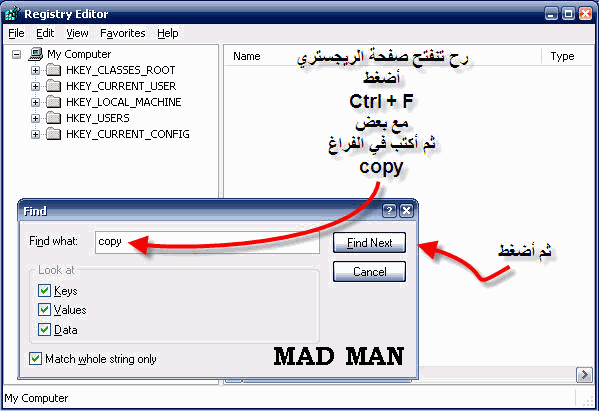 Registry Editor
File Edit View Favorites Help
My Computer
HKEY_CLASSES_ROOT
HKEY_CURRENT_USER
HKEY_LOCAL_MACHINE
HKEY_USERS
HKEY_CURRENT_CONFIG
Name Type
رح تنفتح صفحة الريجستري
أضغط
Ctrl + F
مع بعض
ثم أكتب في الفراغ
copy
Find
Find what: copy
Find Next
Cancel
ثم أضغط
Look at
Keys
Values
Data
Match whole string only
MAD MAN
My Computer